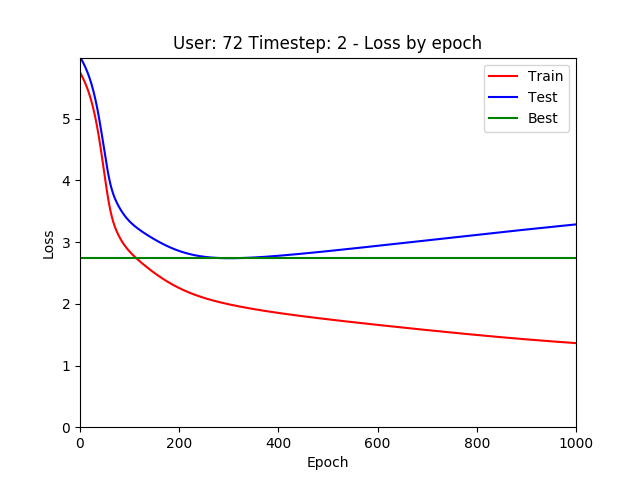 User: 72 Timestep: 2 - Loss by epoch
Train
Test
Best
Loss
5
4
3
2
1
0
0 200 400 600 800 1000
Epoch